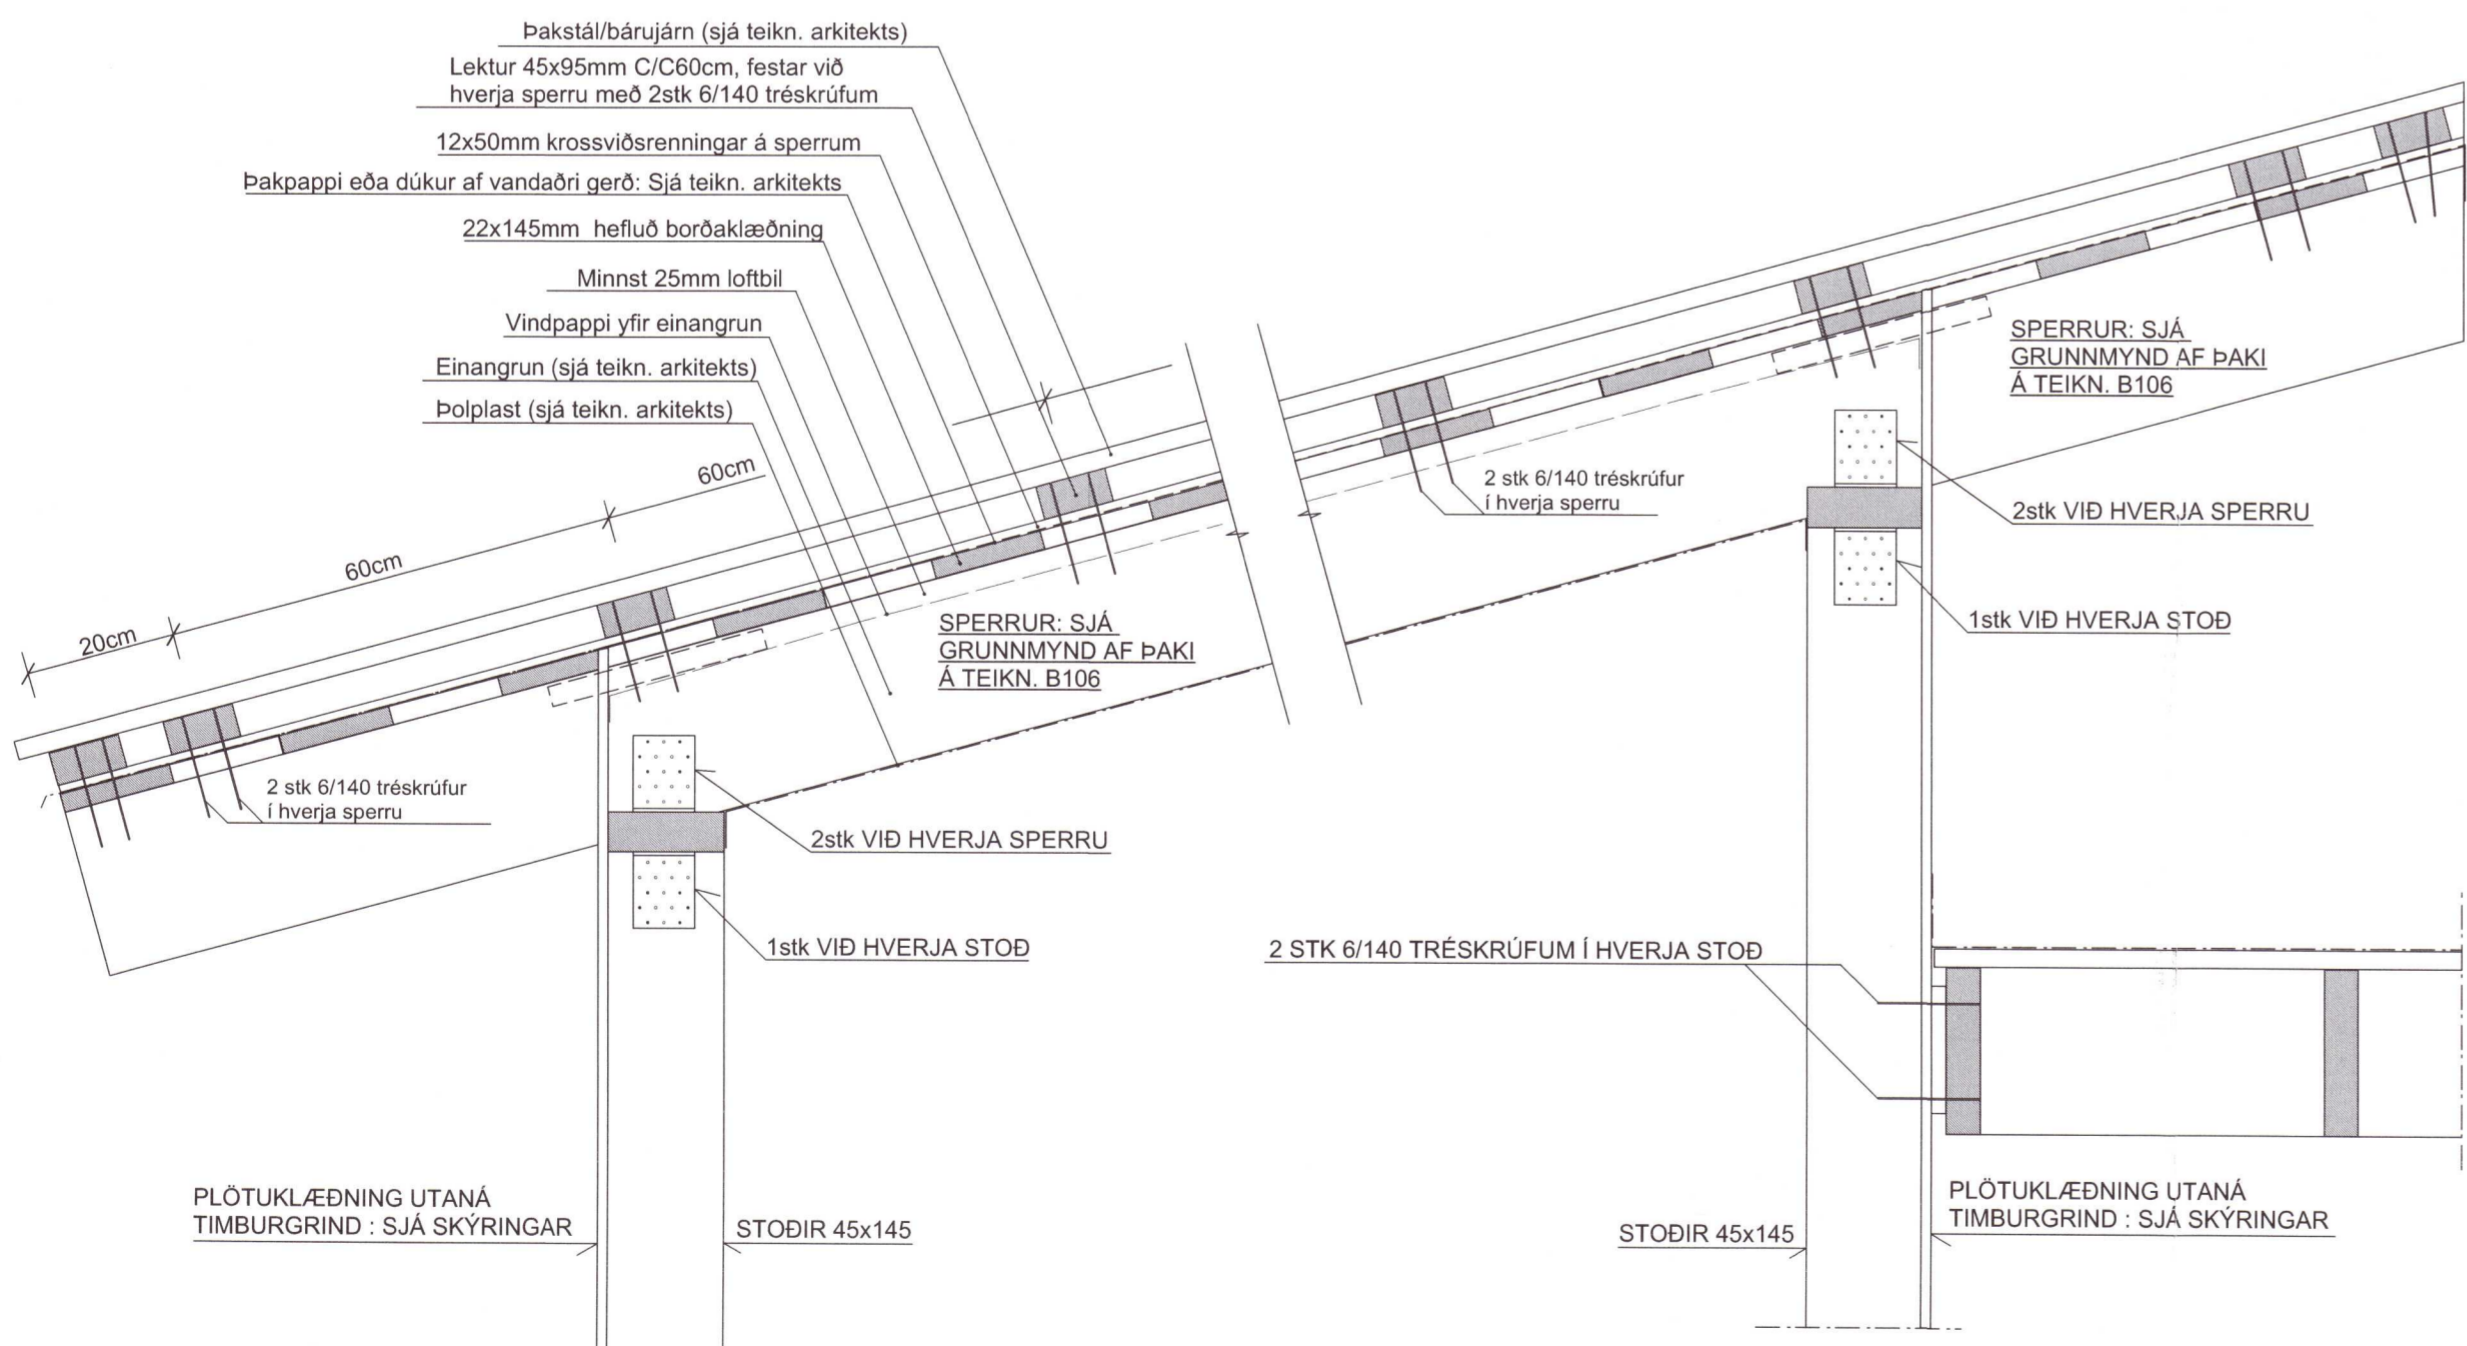 Þakstál/bárujárn (sjá teikn. arkitekts)
Lektur 45x95mm C/C60cm, festar við
hverja sperru með 2stk 6/140 tréskrúfum
12x50mm krossviðsrenningar á sperrum
Þakpappi eða dúkur af vandaðri gerð: Sjá teikn. arkitekts
22x145mm hefluð borðaklæðning
Minnst 25mm loftbil
Vindpappi yfir einangrun
Einangrun (sjá teikn. arkitekts)
Þolplast (sjá teikn. arkitekts)
60cm
60cm
20cm
2 stk 6/140 tréskrúfur
í hverja sperru
SPERRUR: SJÁ
GRUNNMYND AF ÞAKI
Á TEIKN. B106
2stk VIÐ HVERJA SPERRU
1stk VIÐ HVERJA STOÐ
PLÖTUKLÆÐNING UTANÁ
TIMBURGRIND : SJÁ SKÝRINGAR
STOÐIR 45x145
2 stk 6/140 tréskrúfur
í hverja sperru
SPERRUR: SJÁ
GRUNNMYND AF ÞAKI
Á TEIKN. B106
2stk VIÐ HVERJA SPERRU
1stk VIÐ HVERJA STOÐ
2 STK 6/140 TRÉSKRÚFUM Í HVERJA STOÐ
STOÐIR 45x145
PLÖTUKLÆÐNING UTANÁ
TIMBURGRIND : SJÁ SKÝRINGAR